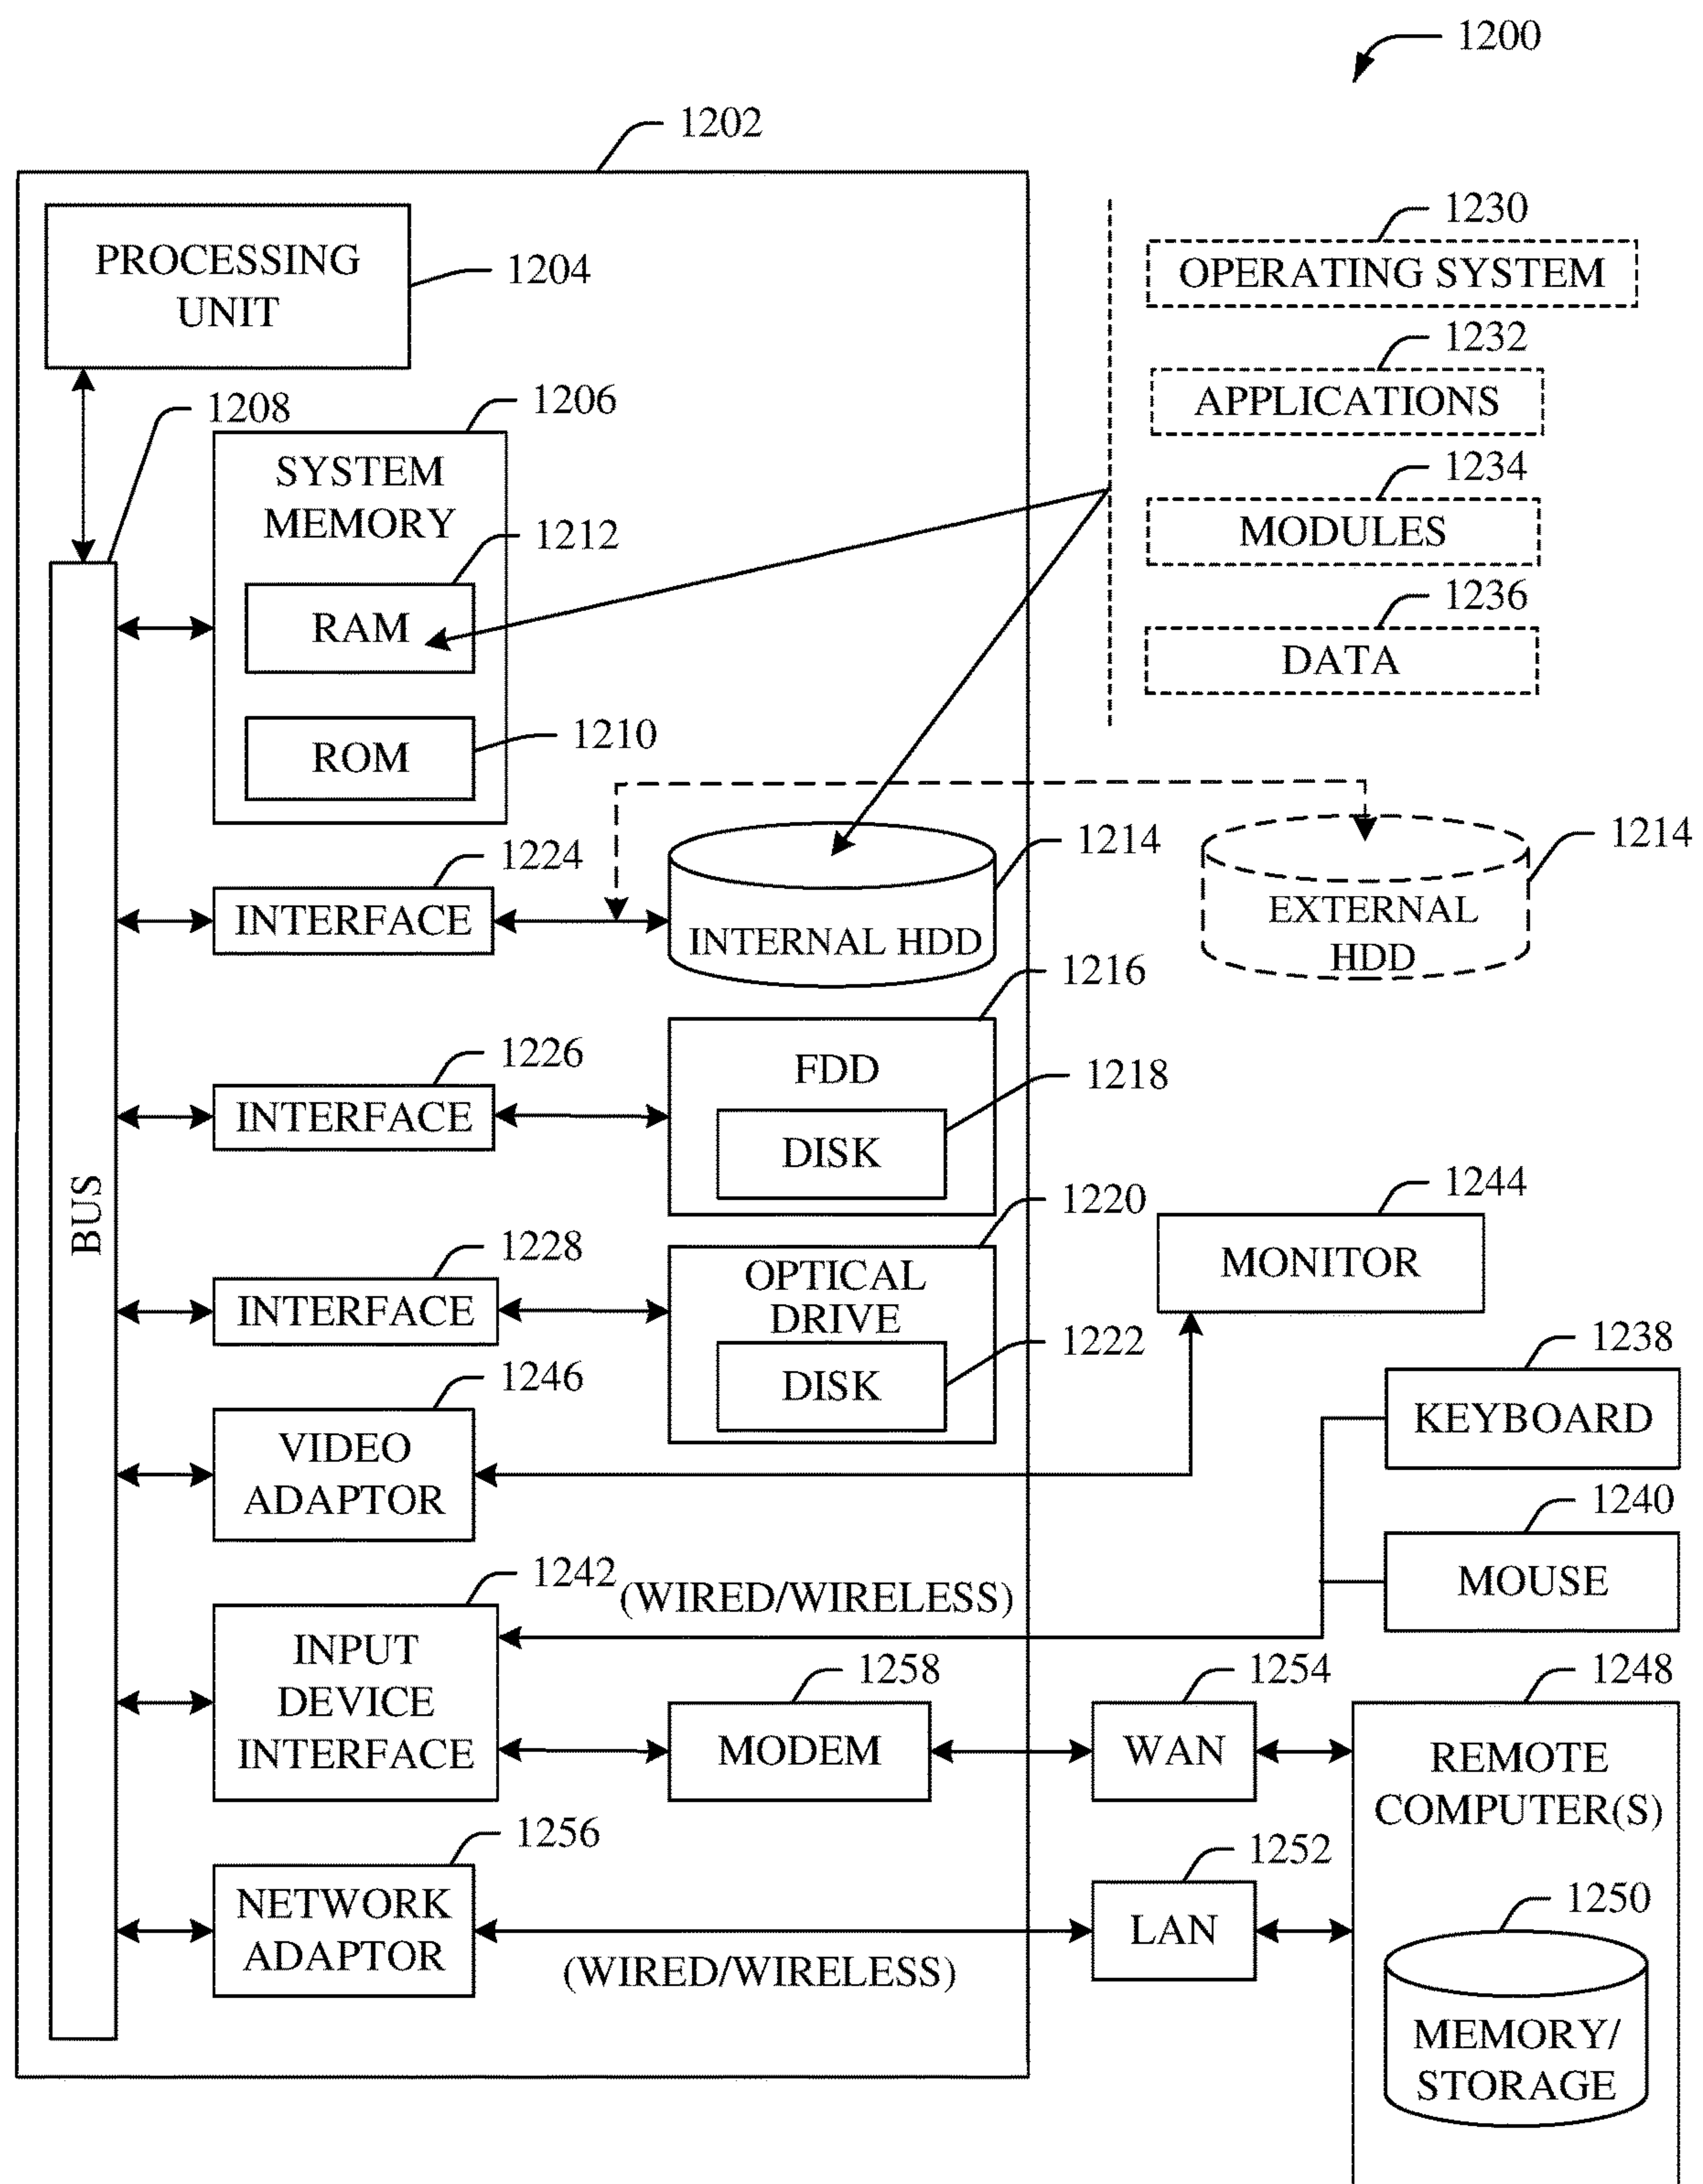 1200
1202
PROCESSING
UNIT
1204
1230
OPERATING SYSTEM
1232
APPLICATIONS
1234
MODULES
1236
DATA
1208
1206
SYSTEM
MEMORY
1212
RAM
1210
ROM
1224
INTERFACE
1214
INTERNAL HDD
1214
EXTERNAL
HDD
1216
FDD
1226
INTERFACE
1218
DISK
BUS
1220
OPTICAL
DRIVE
1228
INTERFACE
1222
DISK
1244
MONITOR
1246
VIDEO
ADAPTOR
1238
KEYBOARD
1240
MOUSE
1242
(WIRED/WIRELESS)
INPUT
DEVICE
INTERFACE
1258
MODEM
1254
WAN
1248
REMOTE
COMPUTER(S)
1256
NETWORK
ADAPTOR
(WIRED/WIRELESS)
1252
LAN
1250
MEMORY/
STORAGE